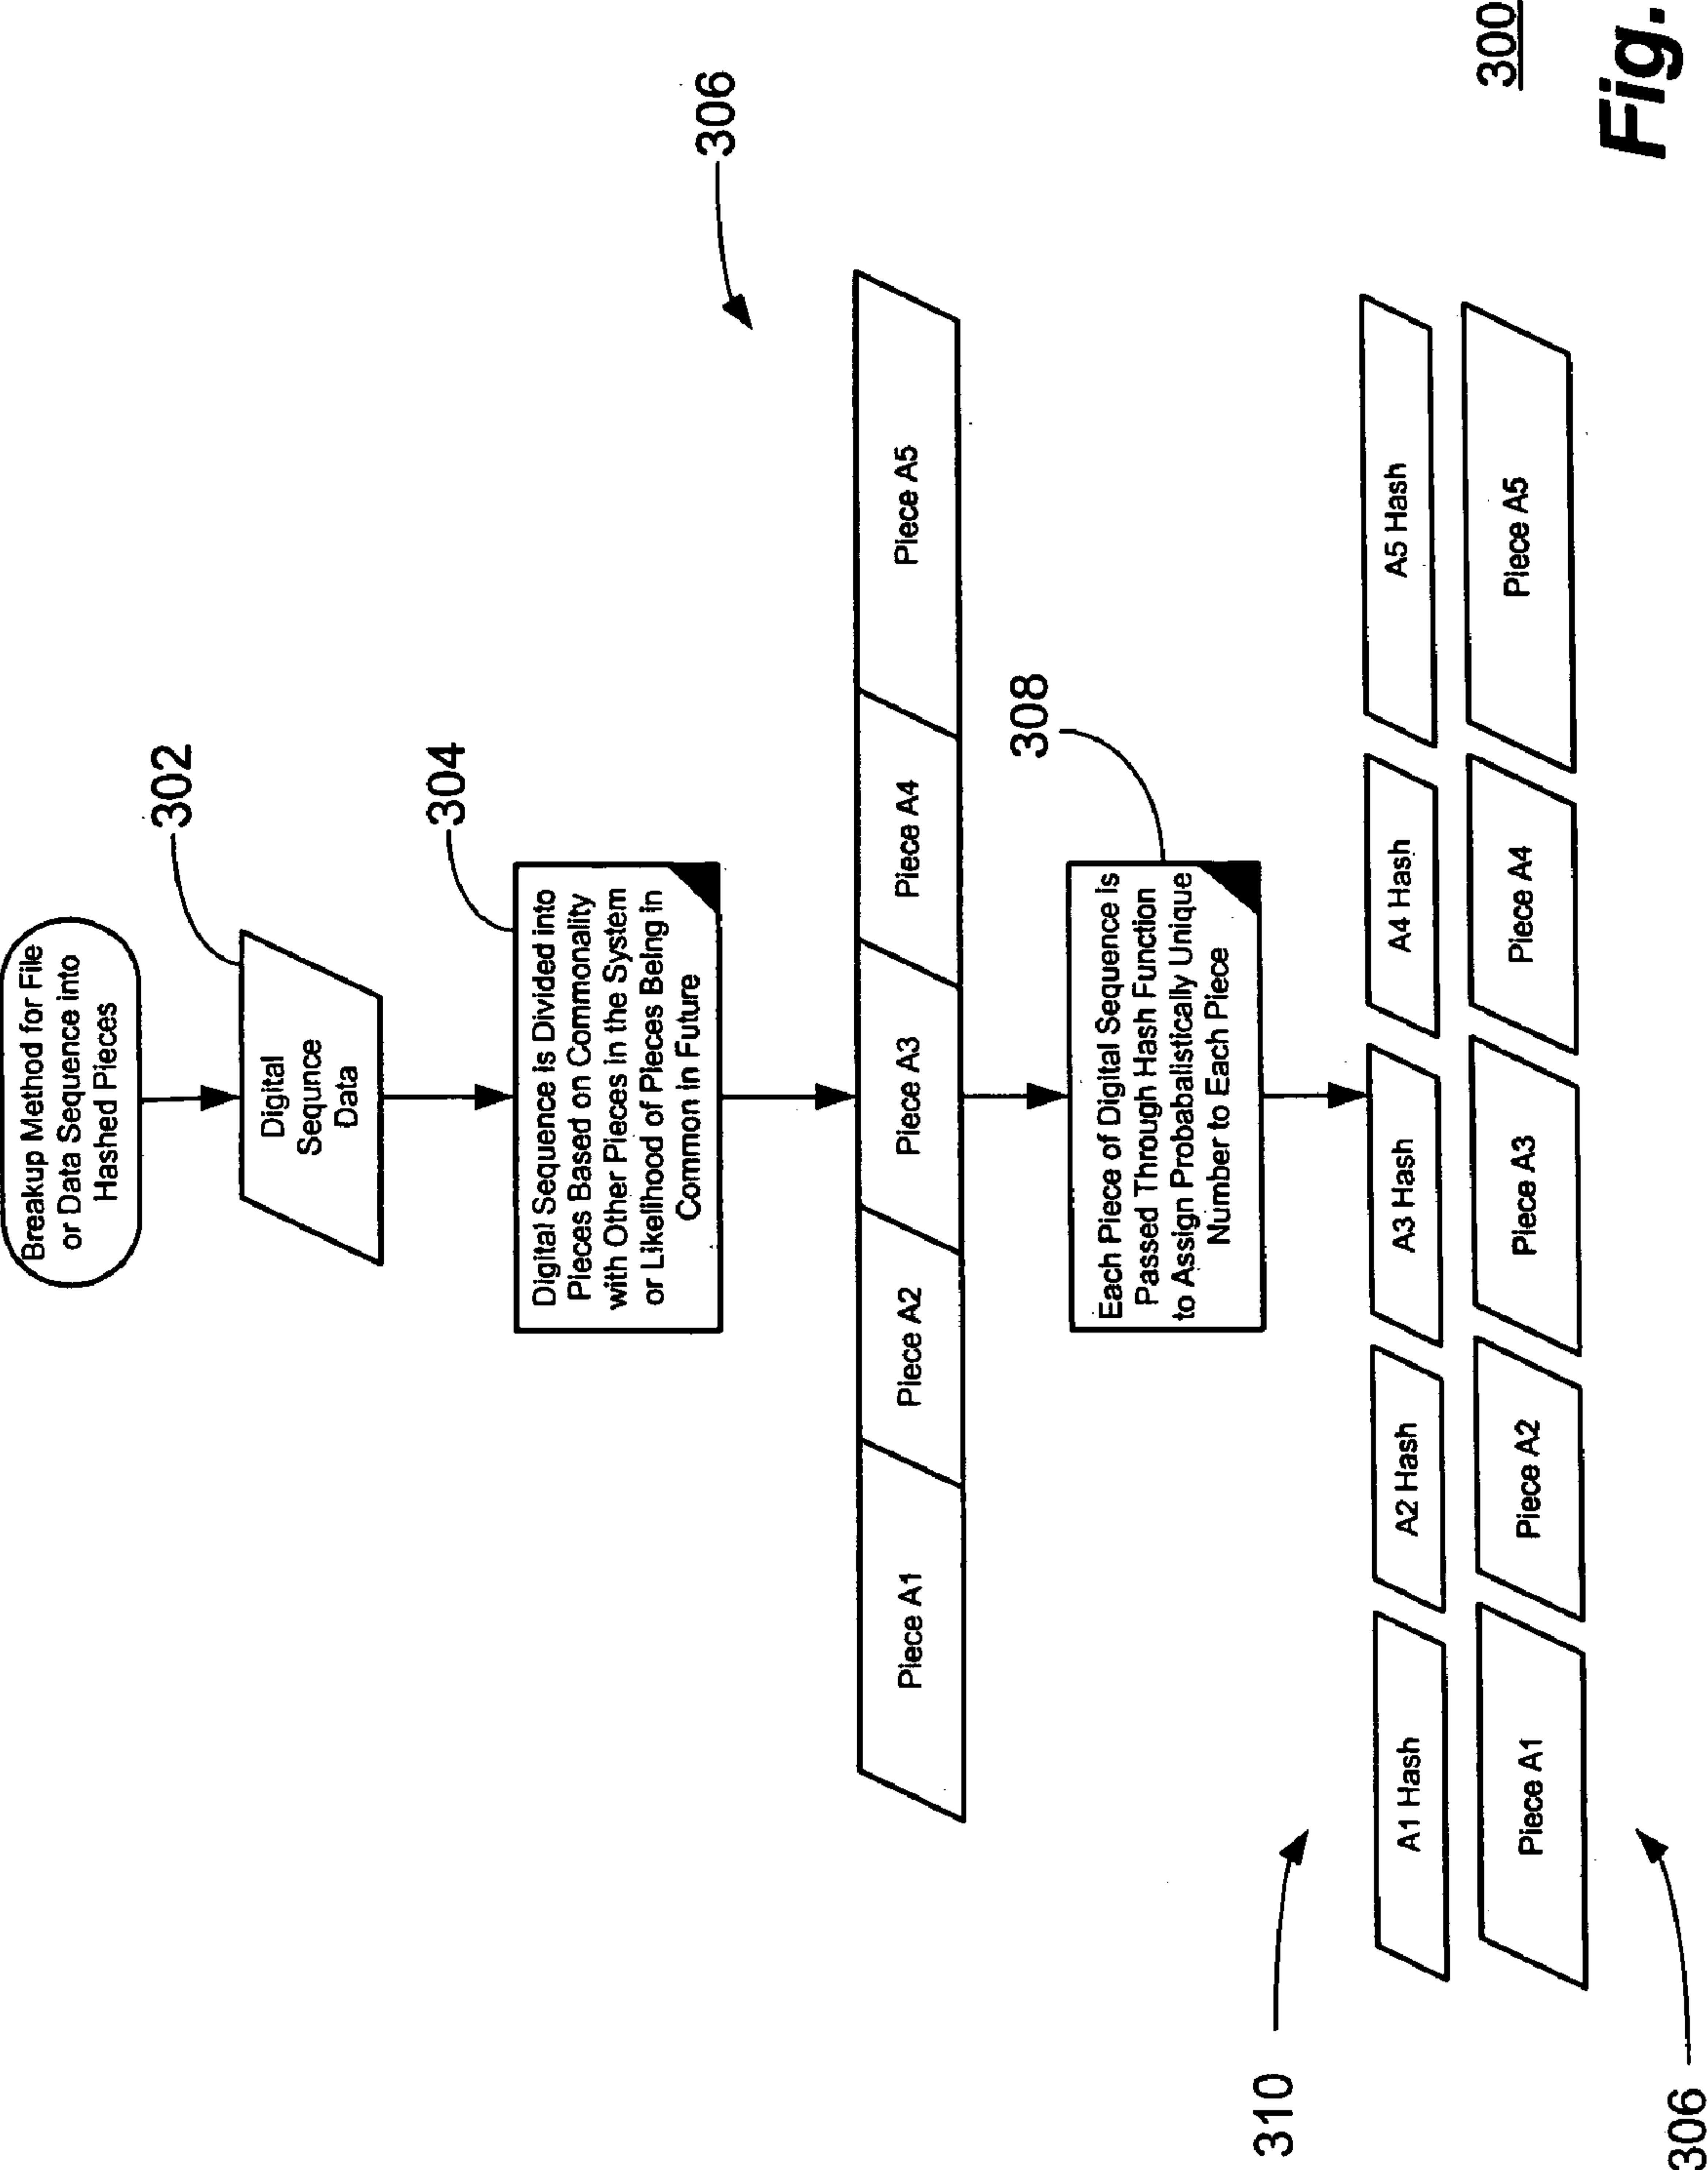 Breakup Method for File
or Data Sequence into
Hashed Pieces
302
Digital
Sequnce
Data
304
Digital Sequence is Divided into
Pieces Based on Commonality
with Other Pieces in the System
or Likelihood of Pieces Being in
Common in Future
306
Piece A1
Piece A2
Piece A3
Piece A4
Piece A5
308
Each Piece of Digital Sequence is
Passed Through Hash Function
to Assign Probabalistically Unique
Number to Each Piece
310
A1 Hash
A2 Hash
A3 Hash
A4 Hash
A5 Hash
Piece A1
Piece A2
Piece A3
Piece A4
Piece A5
306
300
Fig.